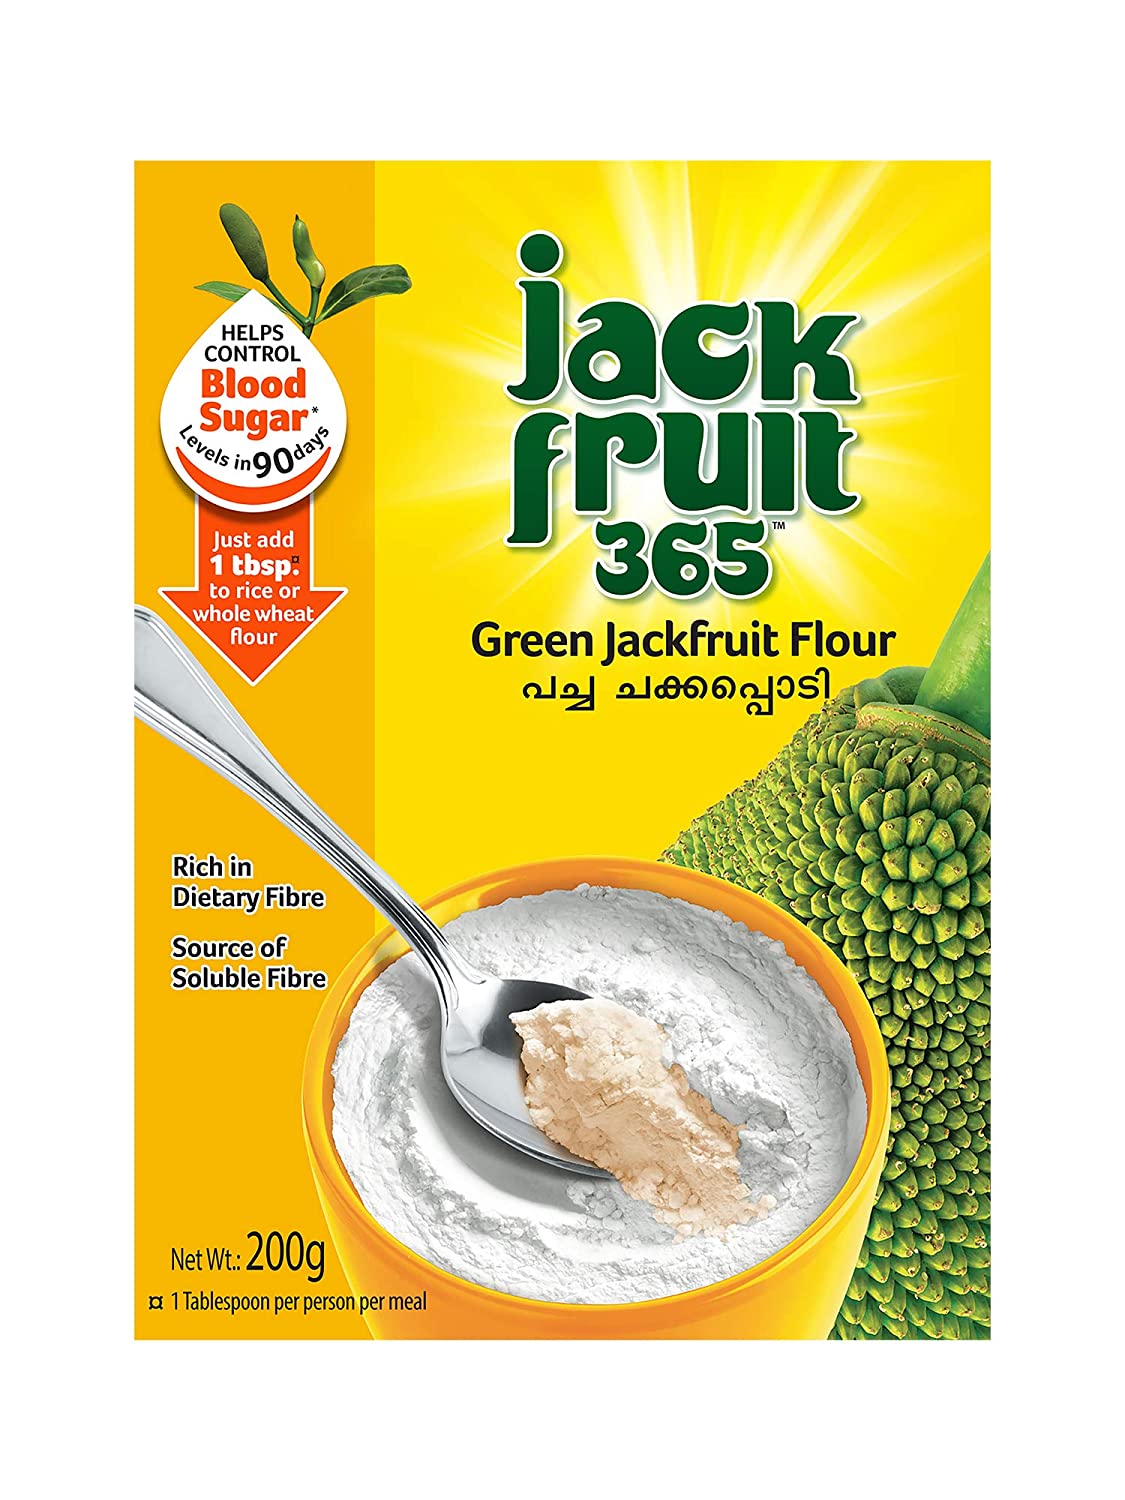 HELPS
CONTROL
Blood
Sugar*
Levels in 90 days
Just add
1 tbsp.¤
to rice or
whole wheat
flour
jack
fruit
365™
Green Jackfruit Flour
പച്ച ചക്കപ്പൊടി
Rich in
Dietary Fibre
Source of
Soluble Fibre
Net Wt.: 200g
¤ 1 Tablespoon per person per meal